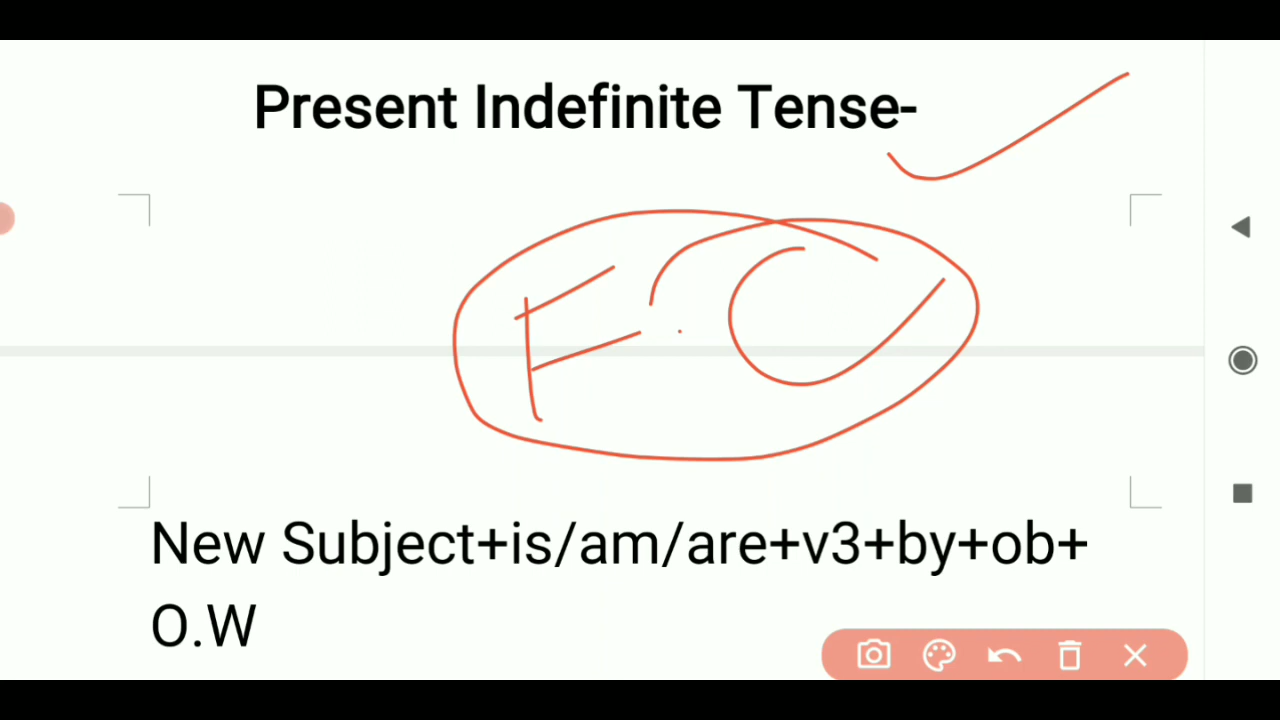 Present Indefinite Tense-
F.C
New Subject+is/am/are+v3+by+ob+
O.W